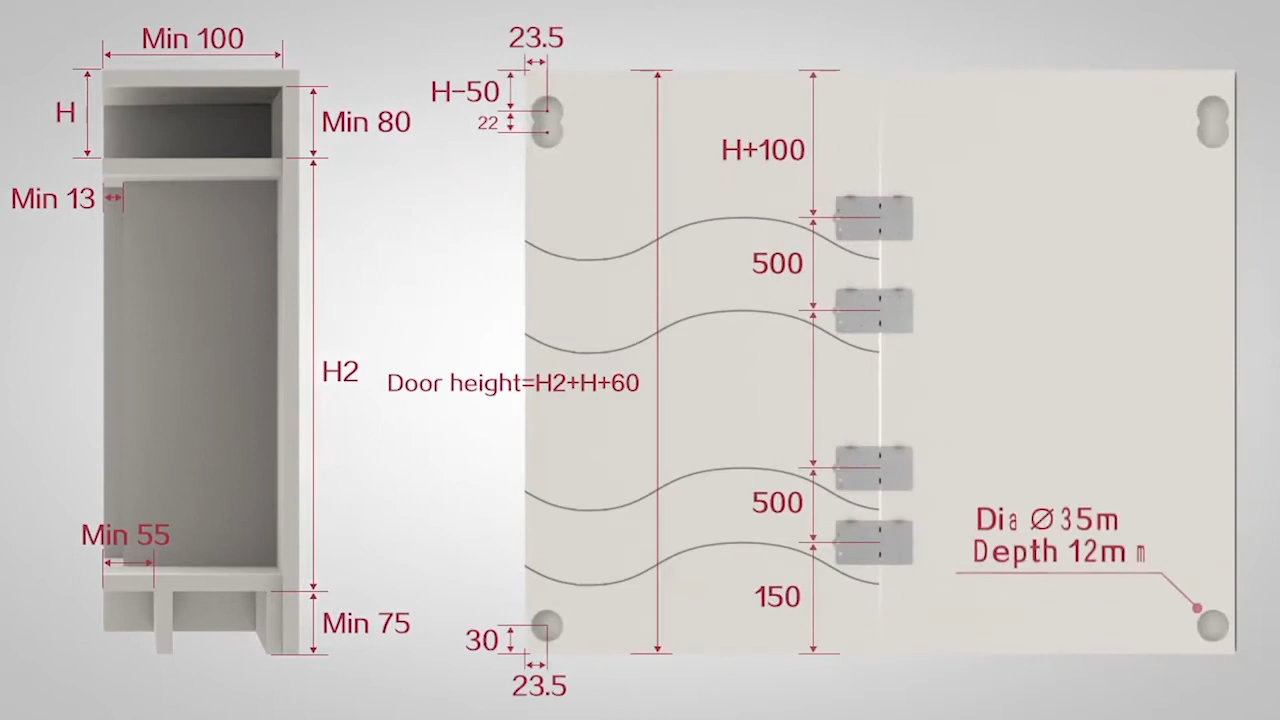 Min 100
H
Min 80
Min 13
H2
Min 55
Min 75
23.5
H-50
22
H+100
500
Door height=H2+H+60
500
150
30
23.5
Dia Ø35m
Depth 12mm